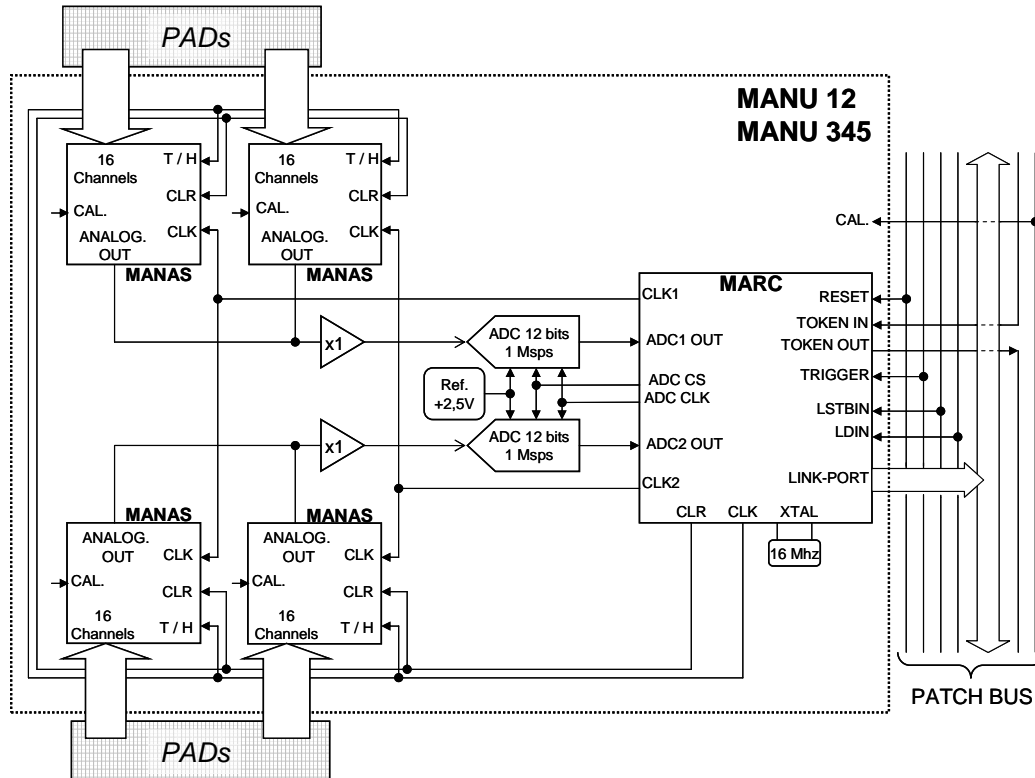 PADs
MANU 12
MANU 345
16
Channels
T / H
CLR
CAL.
CLK
ANALOG.
OUT
MANAS
16
Channels
T / H
CLR
CAL.
CLK
ANALOG.
OUT
MANAS
CAL.
MARC
CLK1
RESET
x1
ADC 12 bits
1 Msps
ADC1 OUT
TOKEN IN
TOKEN OUT
Ref.
+2,5V
ADC CS
ADC CLK
TRIGGER
LSTBIN
x1
ADC 12 bits
1 Msps
ADC2 OUT
LDIN
CLK2
LINK-PORT
CLR
CLK
XTAL
16 Mhz
MANAS
ANALOG.
OUT
CLK
CAL.
CLR
16
Channels
T / H
MANAS
ANALOG.
OUT
CLK
CAL.
CLR
16
Channels
T / H
PATCH BUS
PADs